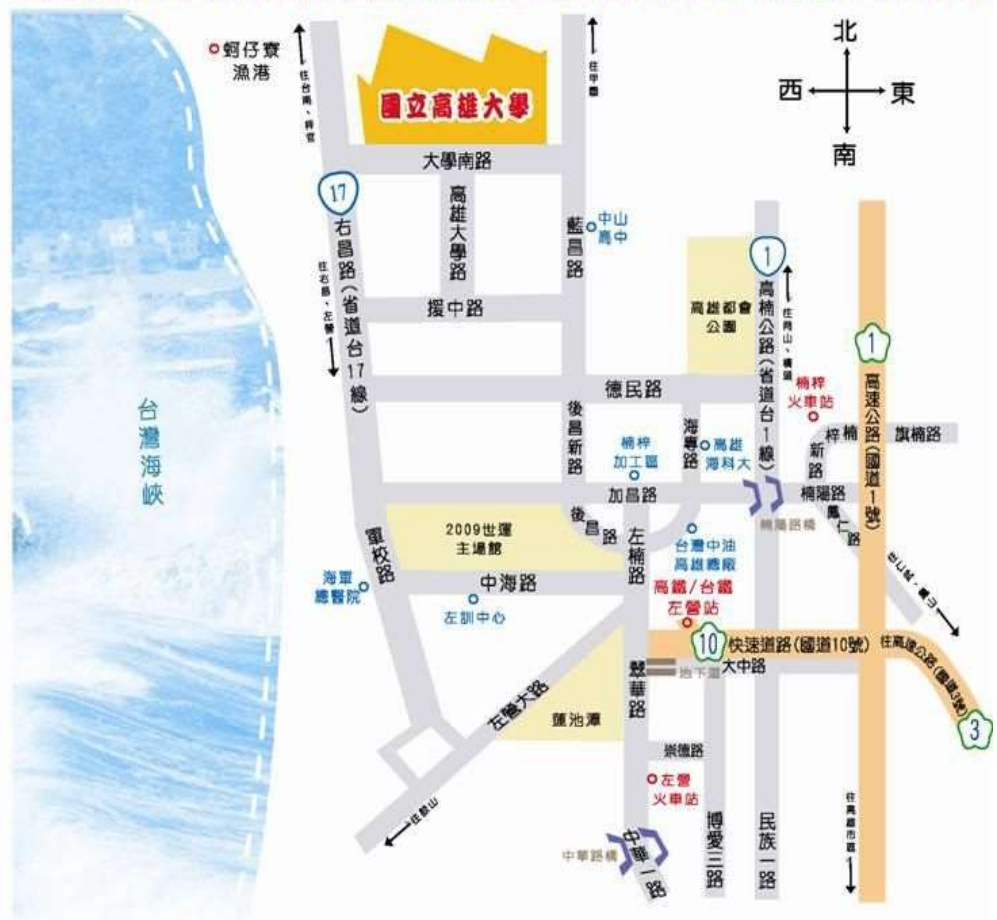 北
西
東
南
蚵仔寮
漁港
往台南、梓官
國立高雄大學
往甲圍
大學南路
17
右昌路(省道台17線)
往右昌、左營
高雄大學路
藍昌路
中山
高中
援中路
高雄都會
公園
1
高楠公路(省道台1線)
往岡山、橋頭
1
高速公路(國道1號)
德民路
楠梓
火車站
台灣海峽
後昌新路
楠梓
加工區
海專路
高雄
海科大
楠梓新路
旗楠路
加昌路
楠陽路
楠陽路橋
鳳仁路
2009世運
主場館
後昌路
左楠路
台灣中油
高雄總廠
軍校路
海軍
總醫院
中海路
左訓中心
高鐵/台鐵
左營站
往仁武、鳳山
10
快速道路(國道10號)
往高速公路(國道3號)
3
大中路
地下道
翠華路
左營大路
蓮池潭
崇德路
左營
火車站
往鼓山
中華路橋
中華一路
博愛三路
民族一路
往高雄市區